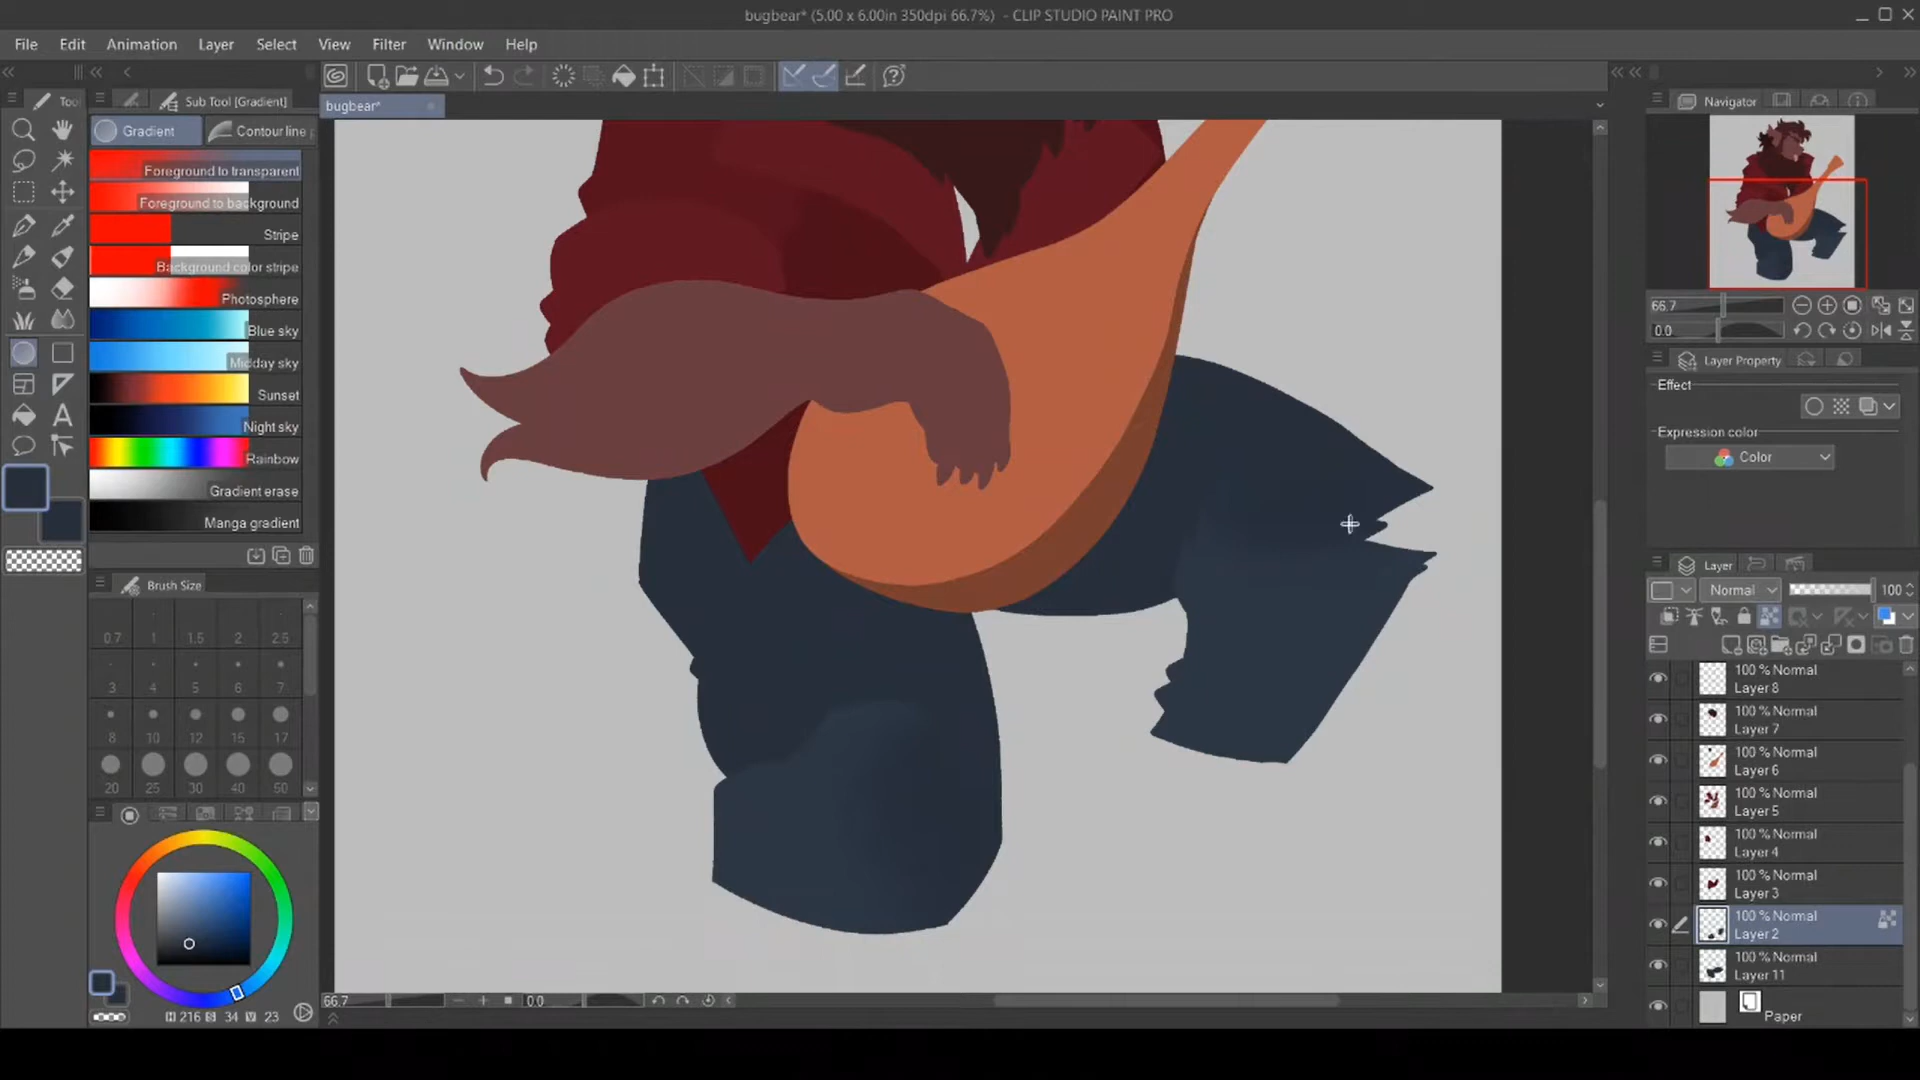 bugbear* (5.00 x 6.00in 350dpi 66.7%) - CLIP STUDIO PAINT PRO
File Edit Animation Layer Select View Filter Window Help
Too Sub Tool [Gradient] bugbear* Navigator
Gradient Contour line p
Foreground to transparent
Foreground to background
Stripe
Background color stripe
Photosphere
Blue sky
Midday sky
Sunset
Night sky
Rainbow
Gradient erase
Manga gradient
Brush Size
0.7 1 1.5 2 2.5
3 4 5 6 7
8 10 12 15 17
20 25 30 40 50
H 216 S 34 V 23
66.7 0.0
66.7
0.0
Layer Property
Effect
Expression color
Color
Layer
Normal 100
100 % Normal
Layer 8
100 % Normal
Layer 7
100 % Normal
Layer 6
100 % Normal
Layer 5
100 % Normal
Layer 4
100 % Normal
Layer 3
100 % Normal
Layer 2
100 % Normal
Layer 11
Paper